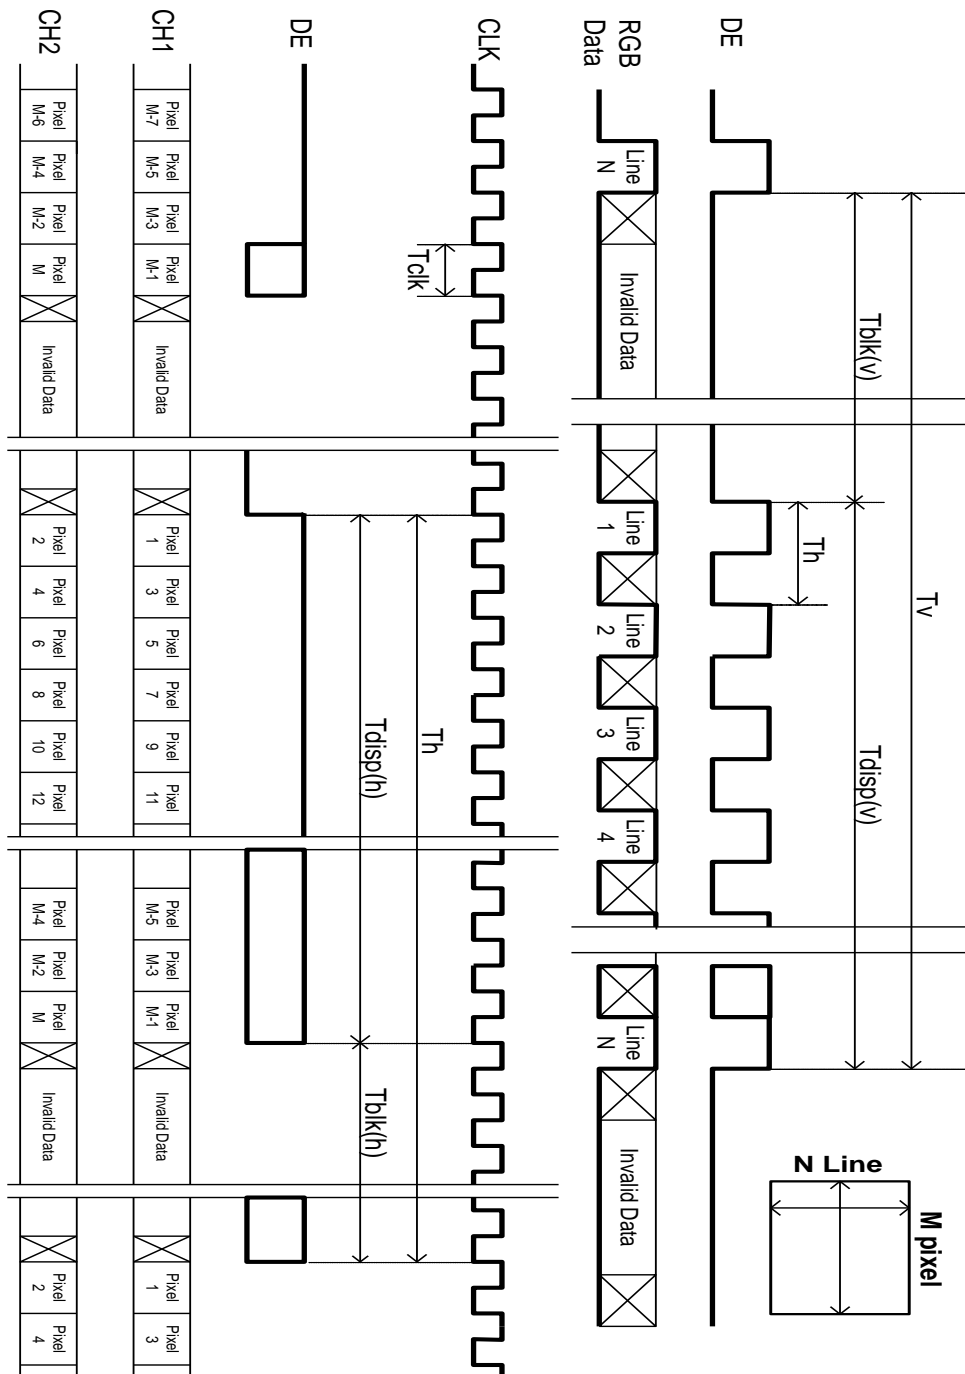 DE
RGB
Data
Line N
Invalid Data
Line 1
Line 2
Line 3
Line 4
Line N
Invalid Data
Tv
Tblk(v)
Tdisp(v)
Th
N Line
M pixel
CLK
Tclk
DE
Th
Tdisp(h)
Tblk(h)
CH1
Pixel M-7
Pixel M-5
Pixel M-3
Pixel M-1
Invalid Data
Pixel 1
Pixel 3
Pixel 5
Pixel 7
Pixel 9
Pixel 11
Pixel M-5
Pixel M-3
Pixel M-1
Invalid Data
Pixel 1
Pixel 3
CH2
Pixel M-6
Pixel M-4
Pixel M-2
Pixel M
Invalid Data
Pixel 2
Pixel 4
Pixel 6
Pixel 8
Pixel 10
Pixel 12
Pixel M-4
Pixel M-2
Pixel M
Invalid Data
Pixel 2
Pixel 4